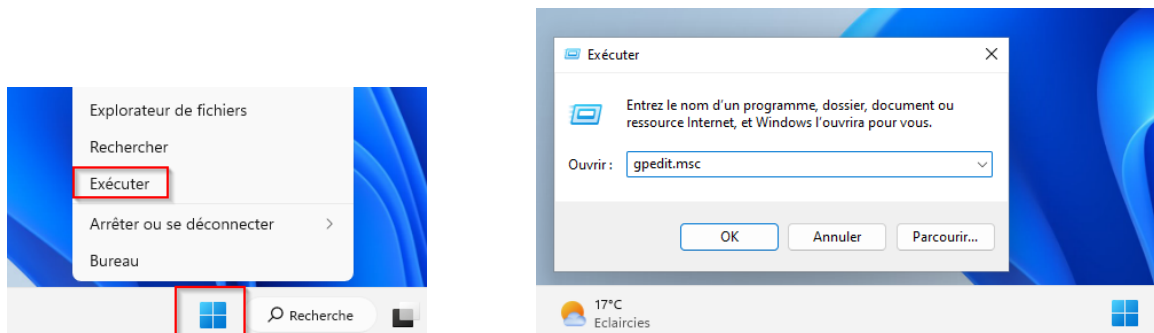 Explorateur de fichiers
Rechercher
Exécuter
Arrêter ou se déconnecter
Bureau
Recherche
Exécuter
Entrez le nom d'un programme, dossier, document ou
ressource Internet, et Windows l'ouvrira pour vous.
Ouvrir : gpedit.msc
OK Annuler Parcourir...
17°C
Eclaircies